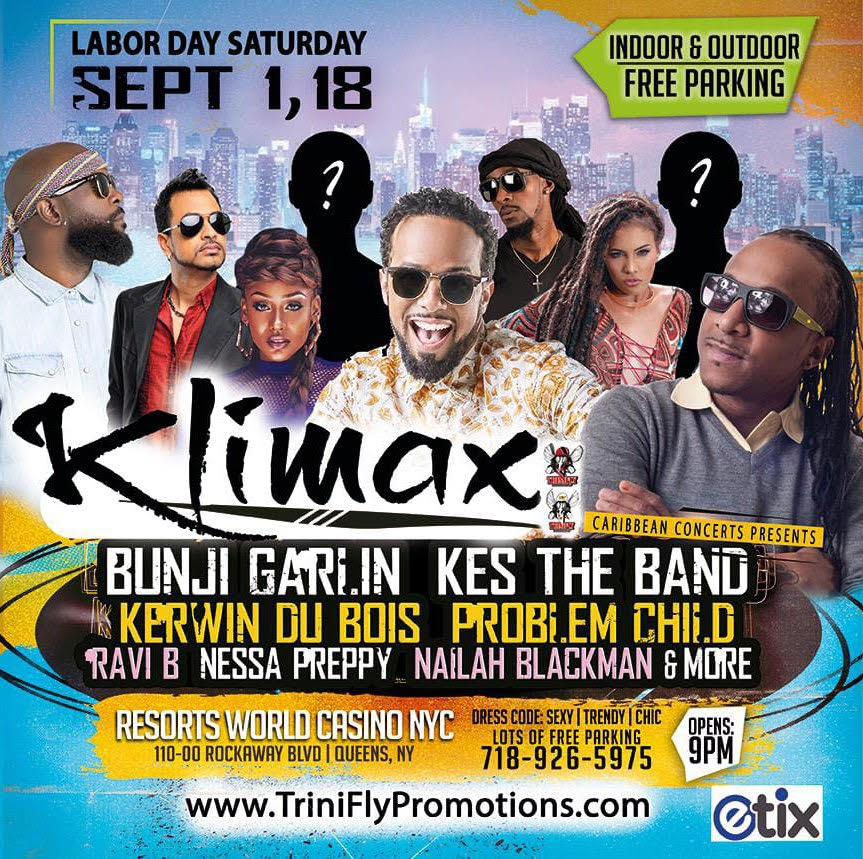 LABOR DAY SATURDAY
SEPT 1, 18
INDOOR & OUTDOOR
FREE PARKING
?
?
Klimax
CARIBBEAN CONCERTS PRESENTS
BUNJI GARLIN KES THE BAND
KERWIN DU BOIS PROBLEM CHILD
RAVI B NESSA PREPPY NAILAH BLACKMAN & MORE
RESORTS WORLD CASINO NYC
110-00 ROCKAWAY BLVD | QUEENS, NY
DRESS CODE: SEXY | TRENDY | CHIC
LOTS OF FREE PARKING
718-926-5975
OPENS:
9PM
www.TriniFlyPromotions.com
etix